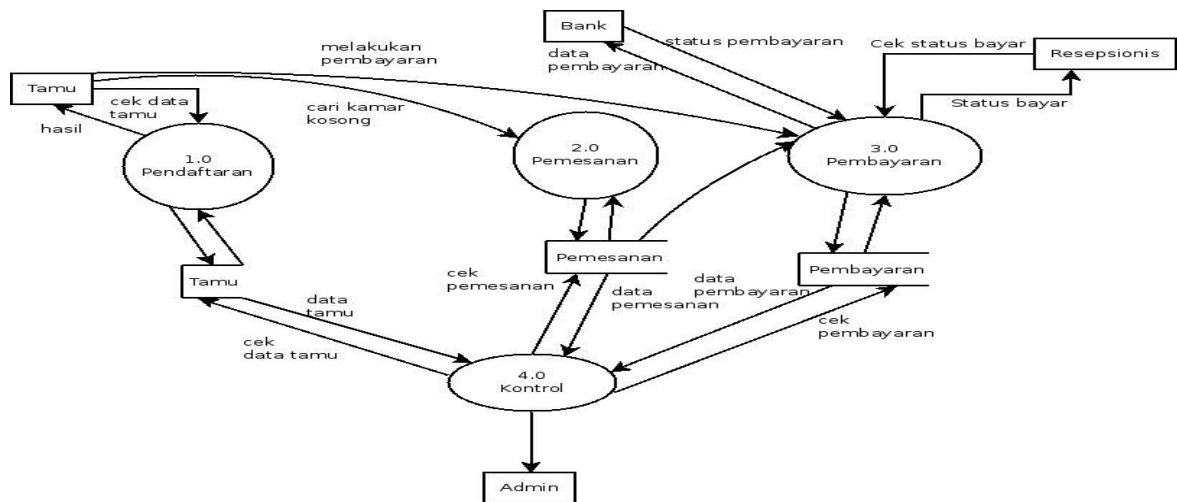 Bank
melakukan
pembayaran
data
pembayaran
status pembayaran
Cek status bayar
Resepsionis
Tamu
cek data
tamu
hasil
cari kamar
kosong
Status bayar
1.0
Pendaftaran
2.0
Pemesanan
3.0
Pembayaran
Tamu
Pemesanan
Pembayaran
cek
pemesanan
data
pemesanan
data
pembayaran
data
tamu
cek
data tamu
cek
pembayaran
4.0
Kontrol
Admin